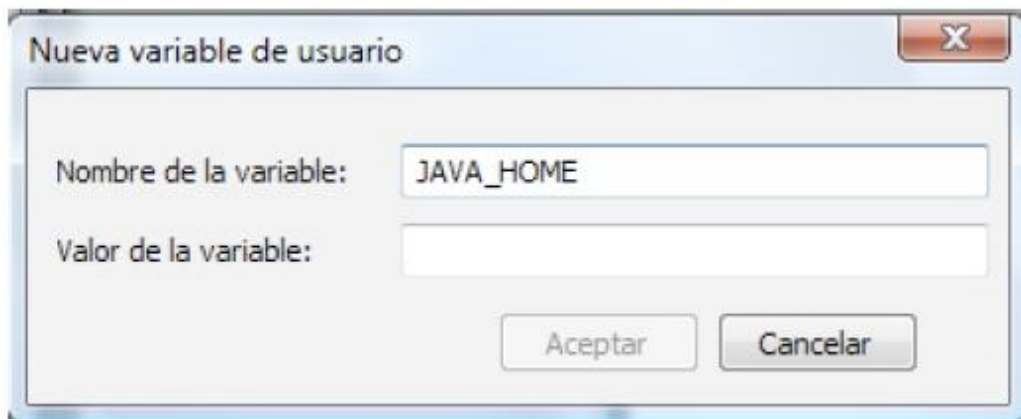 Nueva variable de usuario
Nombre de la variable: JAVA_HOME
Valor de la variable:
Aceptar Cancelar